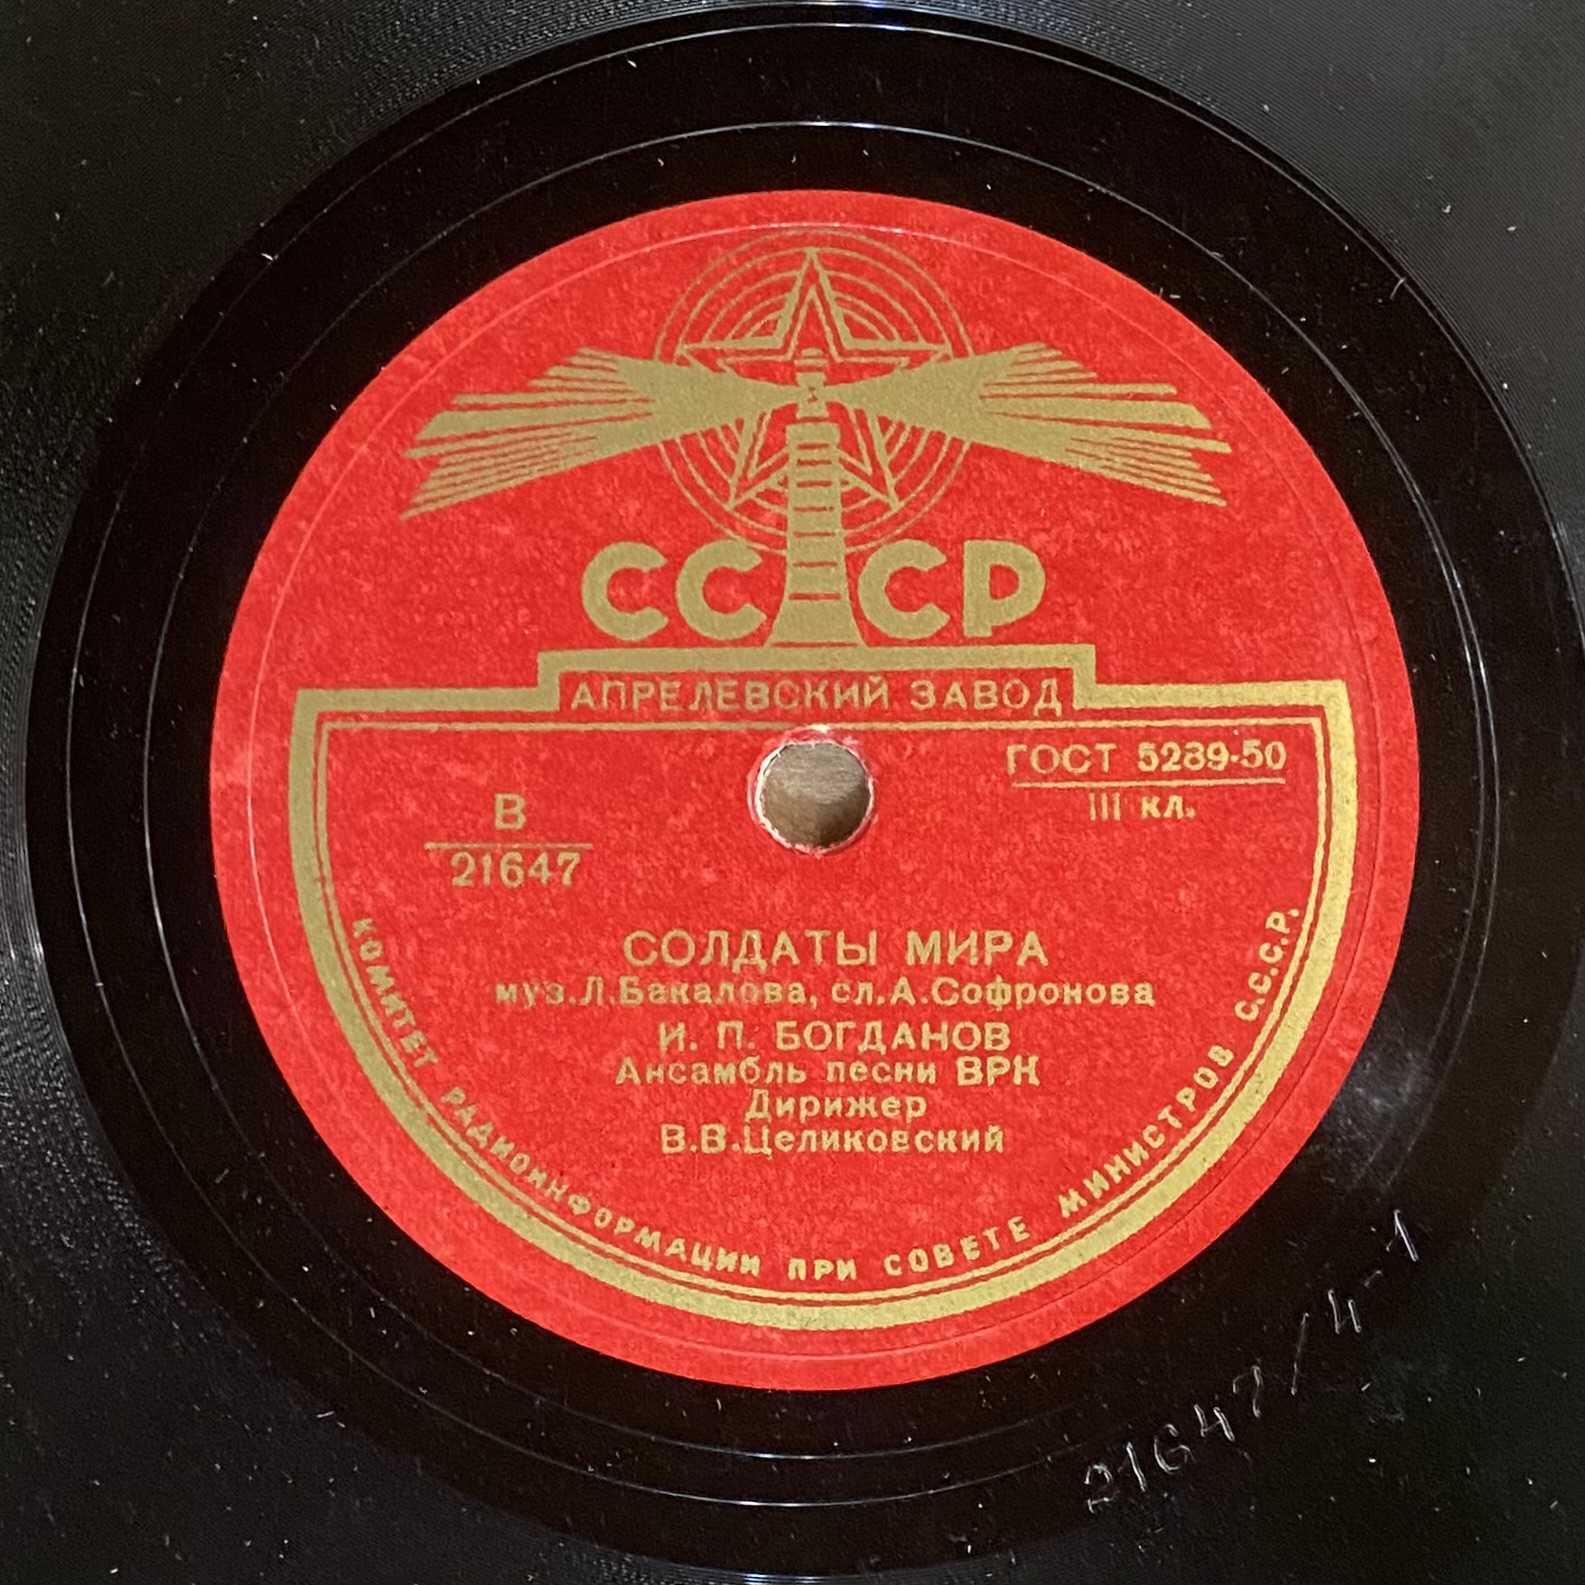 СССР
АПРЕЛЕВСКИЙ ЗАВОД
ГОСТ 5289-50
III кл.
В
21647
СОЛДАТЫ МИРА
муз.Л.Бакалова, сл.А.Софронова
И. П. БОГДАНОВ
Ансамбль песни ВРК
Дирижер
В.В.Целиковский
КОМИТЕТ РАДИОИНФОРМАЦИИ ПРИ СОВЕТЕ МИНИСТРОВ С.С.С.Р.
21647/4-1